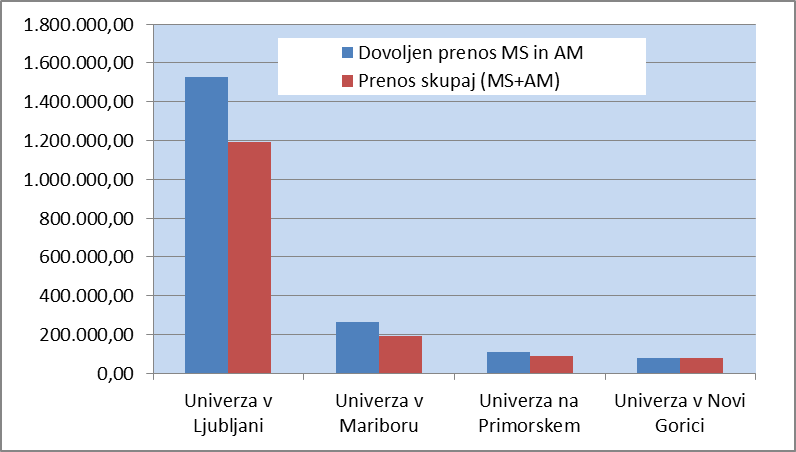 1.800.000,00
1.600.000,00
1.400.000,00
1.200.000,00
1.000.000,00
800.000,00
600.000,00
400.000,00
200.000,00
0,00
Dovoljen prenos MS in AM
Prenos skupaj (MS+AM)
Univerza v
Ljubljani
Univerza v
Mariboru
Univerza na
Primorskem
Univerza v Novi
Gorici